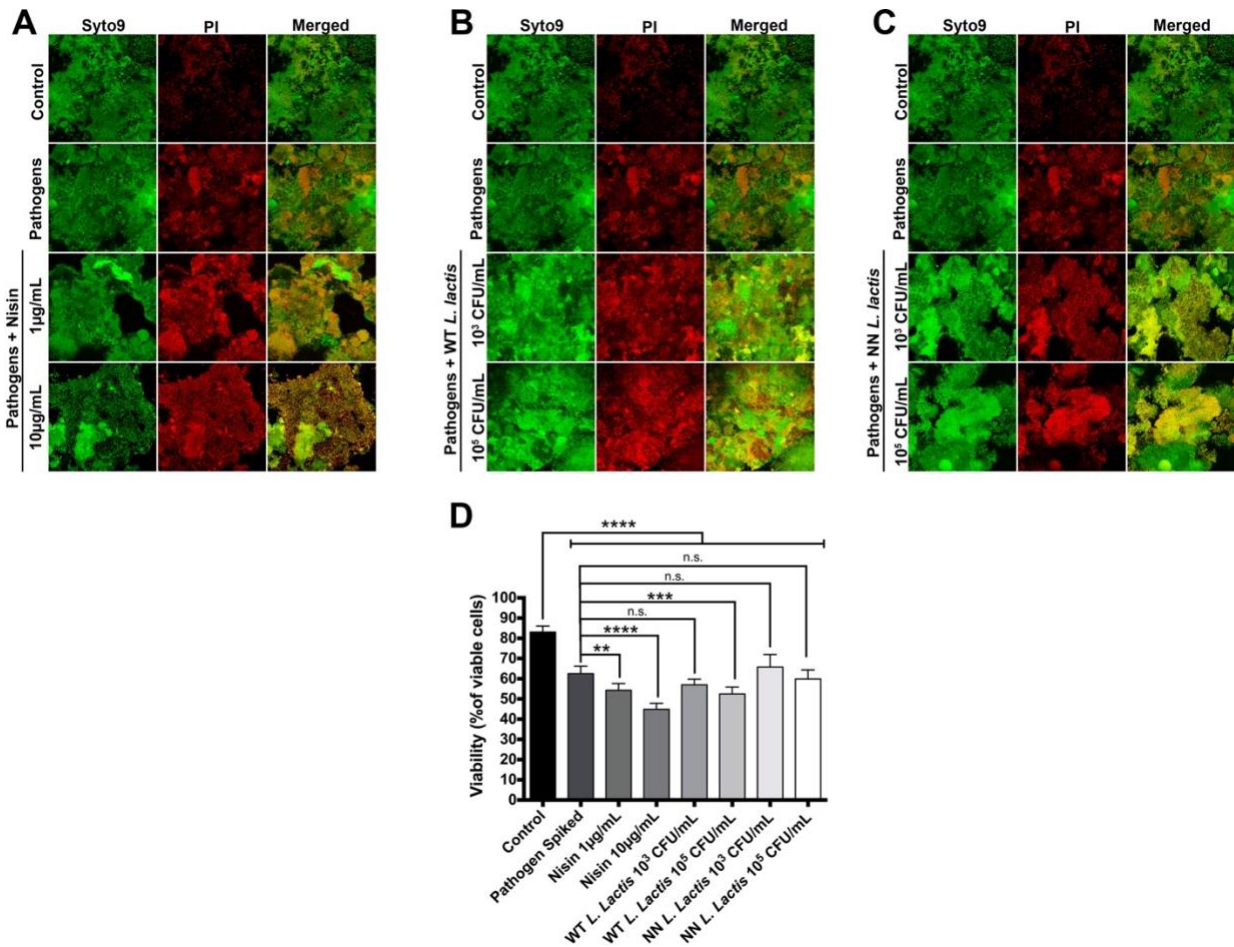 A
Syto9 PI Merged
Control
Pathogens
Pathogens + Nisin
1µg/mL
10µg/mL
B
Syto9 PI Merged
Control
Pathogens
Pathogens + WT L. lactis
10³ CFU/mL
10⁵ CFU/mL
C
Syto9 PI Merged
Control
Pathogens
Pathogens + NN L. lactis
10³ CFU/mL
10⁵ CFU/mL
D
****
n.s.
n.s.
***
n.s.
****
**
Viability (%of viable cells)
100
90
80
70
60
50
40
30
20
10
0
Control
Pathogen Spiked
Nisin 1µg/mL
Nisin 10µg/mL
WT L. Lactis 10³ CFU/mL
WT L. Lactis 10⁵ CFU/mL
NN L. Lactis 10³ CFU/mL
NN L. Lactis 10⁵ CFU/mL